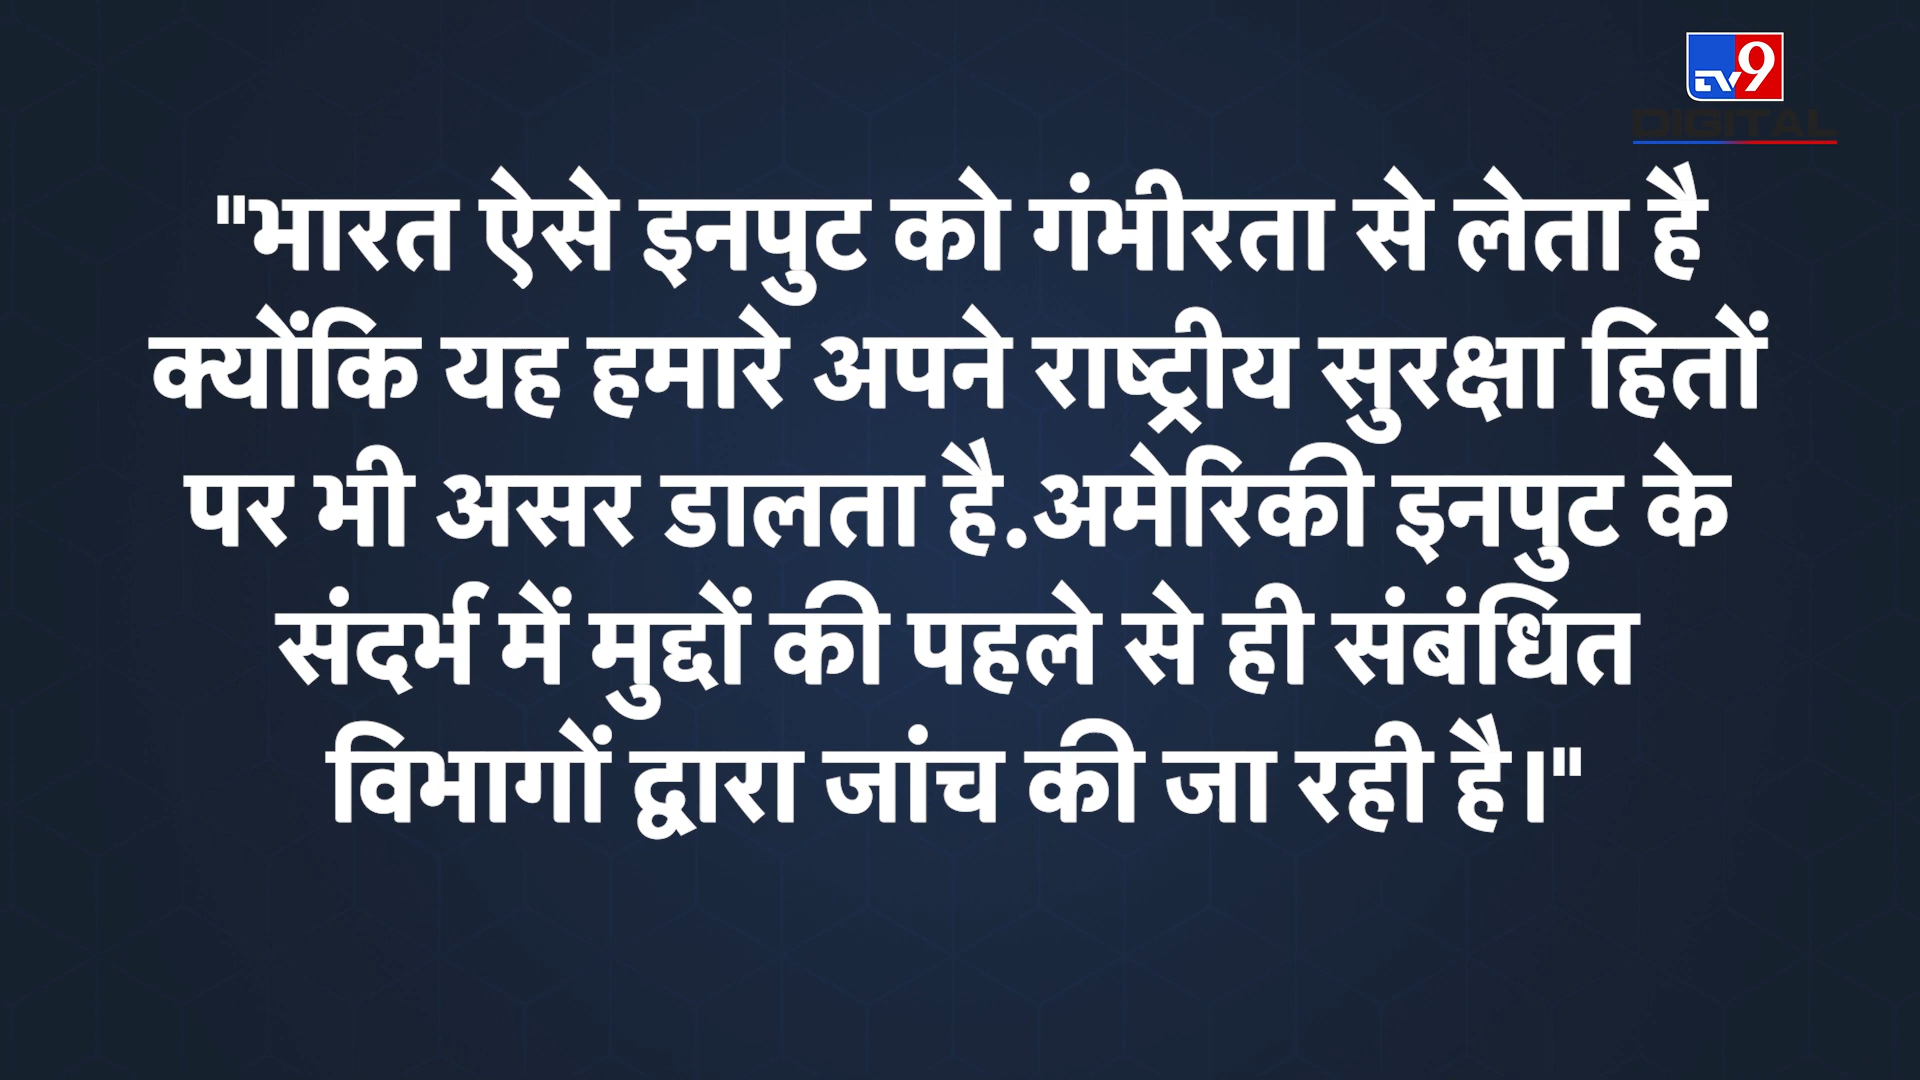 TV9
DIGITAL
"भारत ऐसे इनपुट को गंभीरता से लेता है
क्योंकि यह हमारे अपने राष्ट्रीय सुरक्षा हितों
पर भी असर डालता है.अमेरिकी इनपुट के
संदर्भ में मुद्दों की पहले से ही संबंधित
विभागों द्वारा जांच की जा रही है।"